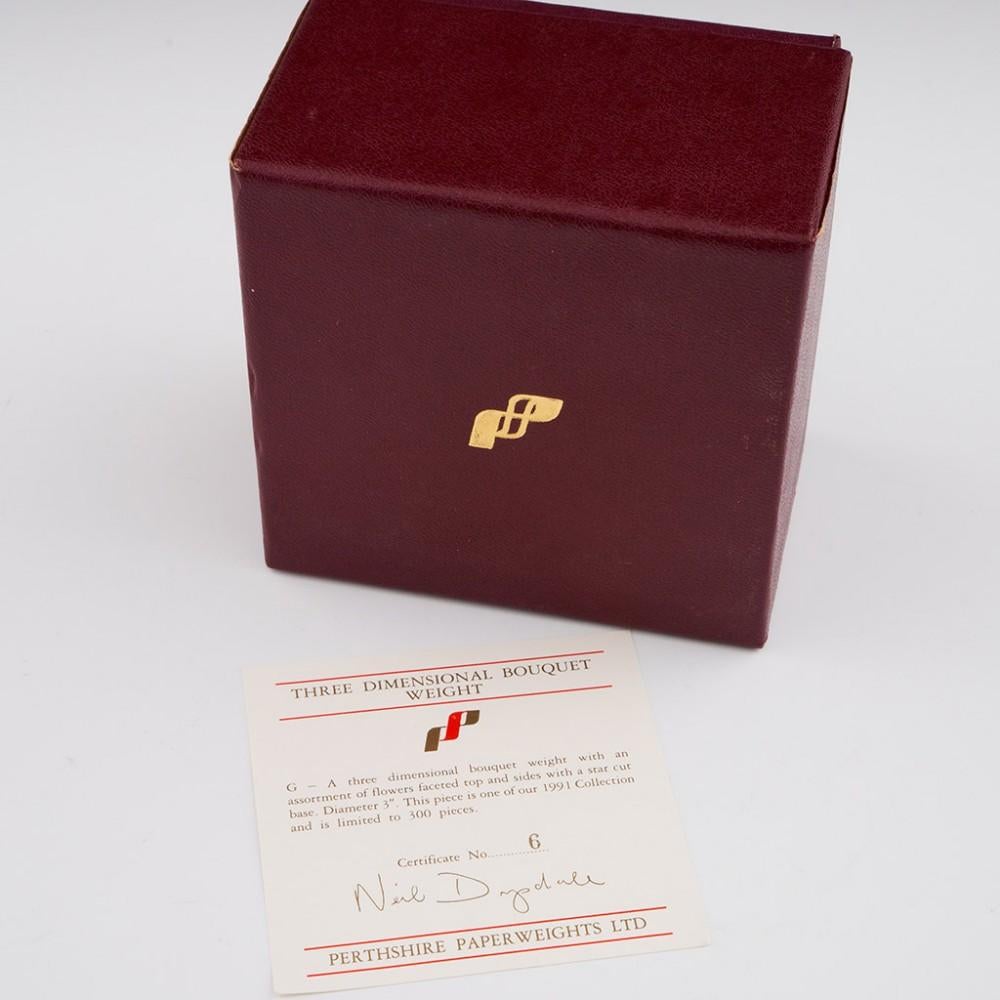 THREE DIMENSIONAL BOUQUET
WEIGHT
G – A three dimensional bouquet weight with an
assortment of flowers faceted top and sides with a star cut
base. Diameter 3". This piece is one of our 1991 Collection
and is limited to 300 pieces.
Certificate No. 6
Neil Drysdale
PERTHSHIRE PAPERWEIGHTS LTD